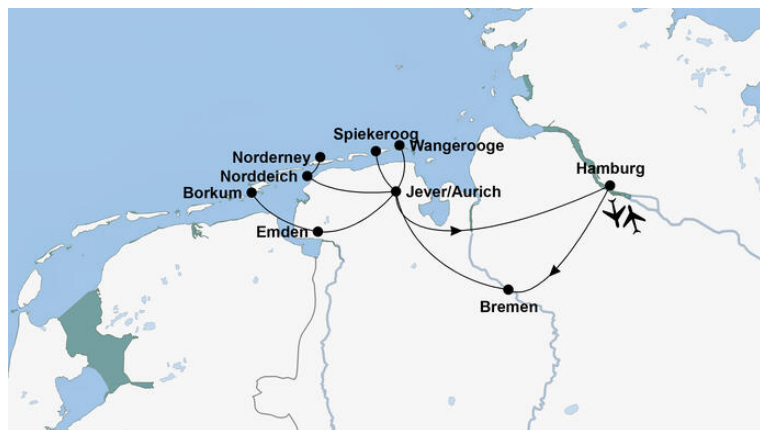 Spiekeroog
Wangerooge
Norderney
Norddeich
Hamburg
Borkum
Jever/Aurich
Emden
Bremen